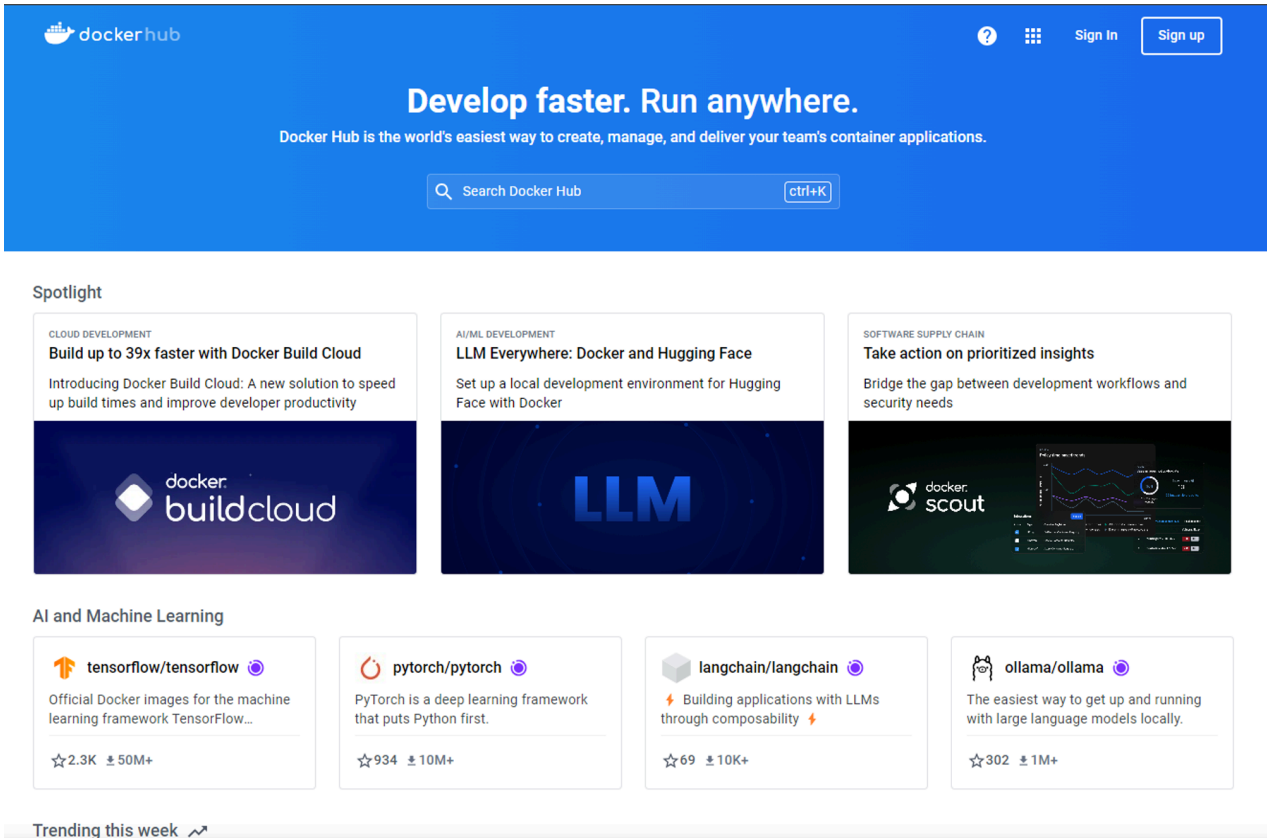 dockerhub
?
Sign In
Sign up
Develop faster. Run anywhere.
Docker Hub is the world's easiest way to create, manage, and deliver your team's container applications.
Search Docker Hub
ctrl+K
Spotlight
CLOUD DEVELOPMENT
Build up to 39x faster with Docker Build Cloud
Introducing Docker Build Cloud: A new solution to speed
up build times and improve developer productivity
docker.
buildcloud
AI/ML DEVELOPMENT
LLM Everywhere: Docker and Hugging Face
Set up a local development environment for Hugging
Face with Docker
LLM
SOFTWARE SUPPLY CHAIN
Take action on prioritized insights
Bridge the gap between development workflows and
security needs
docker.
scout
AI and Machine Learning
tensorflow/tensorflow
Official Docker images for the machine
learning framework TensorFlow...
2.3K 50M+
pytorch/pytorch
PyTorch is a deep learning framework
that puts Python first.
934 10M+
langchain/langchain
⚡ Building applications with LLMs
through composability ⚡
69 10K+
ollama/ollama
The easiest way to get up and running
with large language models locally.
302 1M+
Trending this week